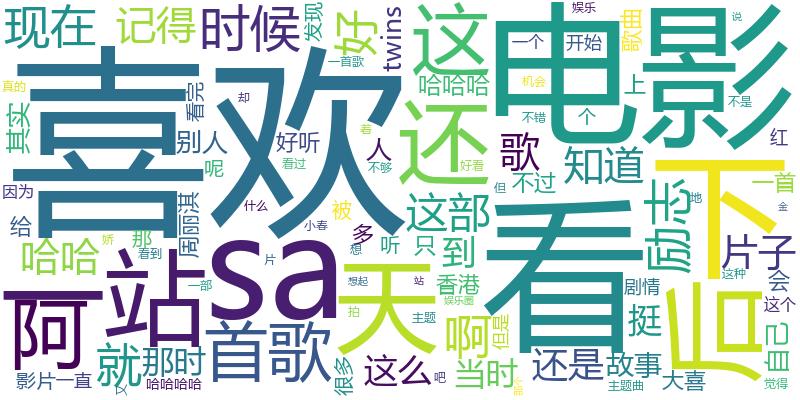 喜欢
看
电影
sa
站
阿
天
后
下
还
这
现在
记得
时候
好
发现
twins
一首歌
哈哈哈
一个
开始
娱乐
歌曲
说
机会
不错
个
上
不是
红
真的
其实
看完
却
别人
好听
看过
着
人
不够
好看
歌
知道
不过
但
一首
励志
因为
给
周丽淇
呢
什么
小春
被
多
这部
地
金
片子
哈哈
娇
那
看到
片
想
听
只
到
香港
想起
站
娱乐圈
剧情
这种
会
这个
挺
自己
一部
拍
主题
啊
但是
首歌
就
那时
影片
一直
哈哈哈哈
很多
这么
吧
当时
还是
故事
主题曲
大喜
觉得
又